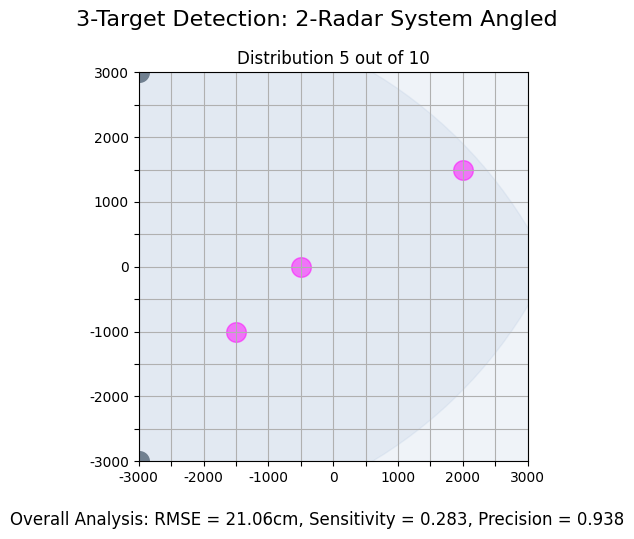 3-Target Detection: 2-Radar System Angled
Distribution 5 out of 10
3000
2000
1000
0
-1000
-2000
-3000
-3000 -2000 -1000 0 1000 2000 3000
Overall Analysis: RMSE = 21.06cm, Sensitivity = 0.283, Precision = 0.938